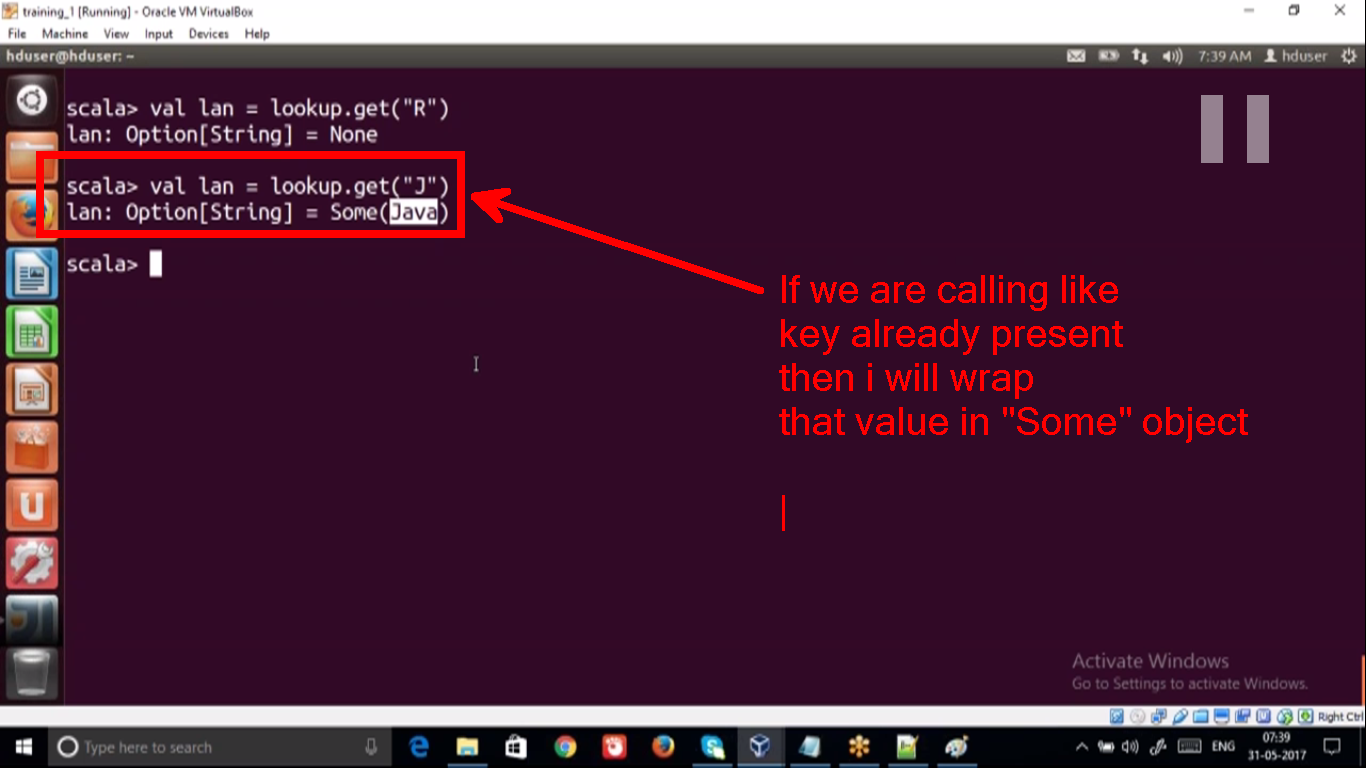 training_1 [Running] - Oracle VM VirtualBox
File Machine View Input Devices Help
hduser@hduser: ~
7:39 AM hduser
scala> val lan = lookup.get("R")
lan: Option[String] = None
scala> val lan = lookup.get("J")
lan: Option[String] = Some(Java)
scala>
If we are calling like
key already present
then i will wrap
that value in "Some" object
Activate Windows
Go to Settings to activate Windows.
Right Ctrl
Type here to search
ENG
07:39
31-05-2017